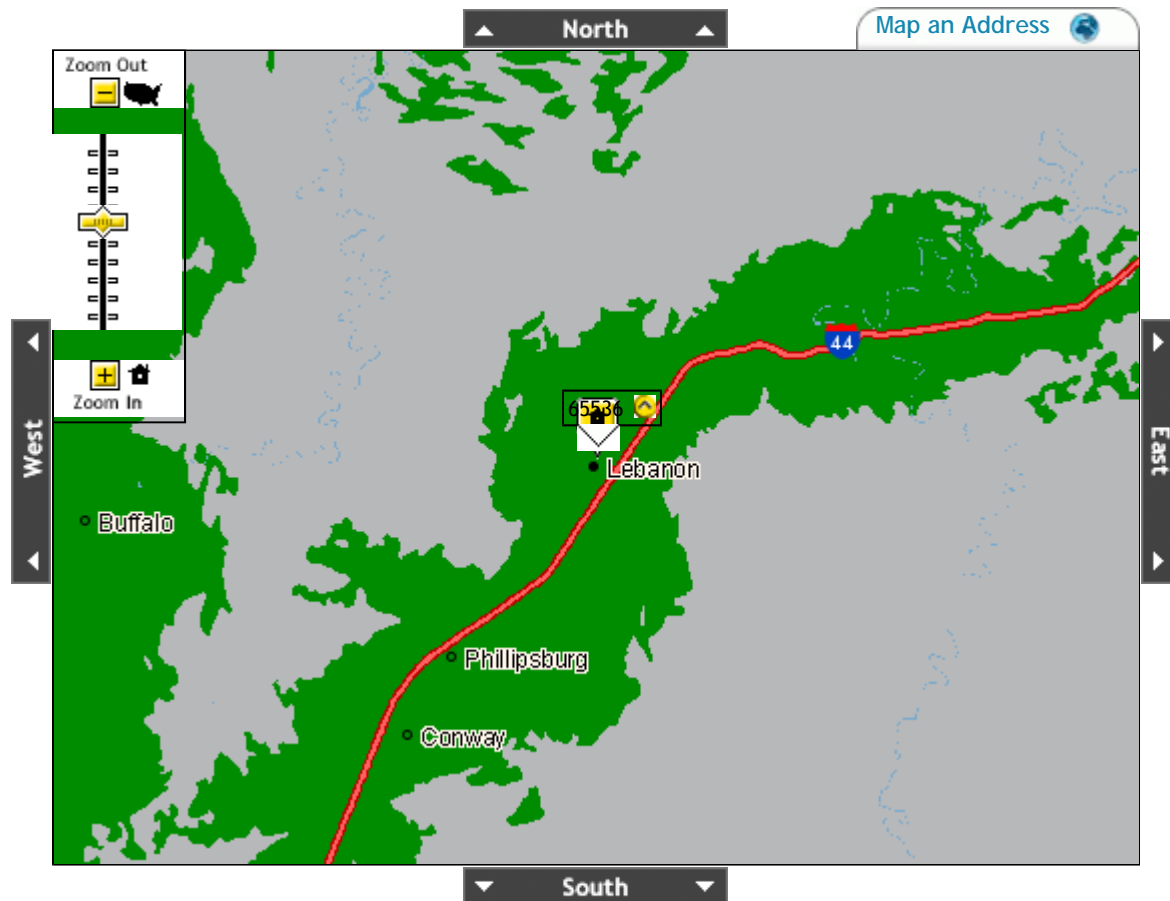 North
Map an Address
Zoom Out
44
65536
Zoom In
Lebanon
West
East
Buffalo
Phillipsburg
Conway
South